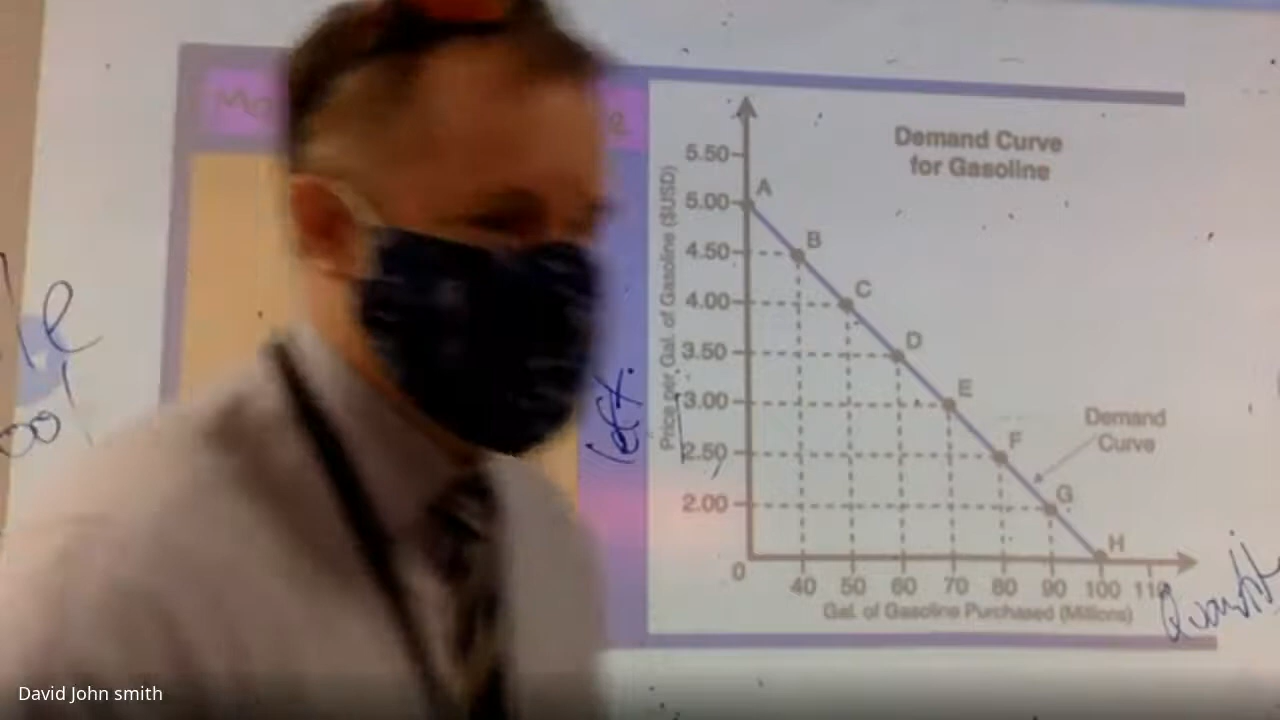 Demand Curve
for Gasoline
Price per Gal. of Gasoline ($USD)
5.50
5.00
4.50
4.00
3.50
3.00
2.50
2.00
0
40 50 60 70 80 90 100 110
Gal. of Gasoline Purchased (Millions)
A
B
C
D
E
F
G
H
Demand
Curve
left.
David John smith